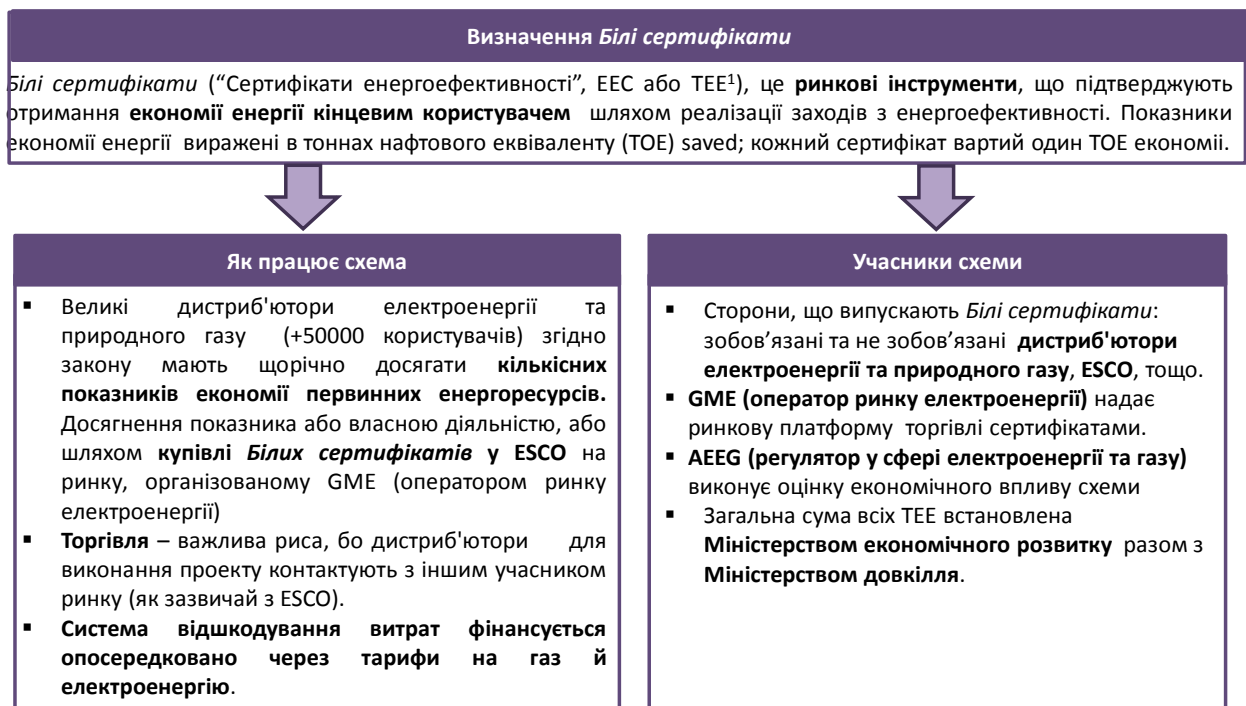 Визначення Білі сертифікати
Білі сертифікати (“Сертифікати енергоефективності”, ЕЕС або ТЕЕ1), це ринкові інструменти, що підтверджують
отримання економії енергії кінцевим користувачем шляхом реалізації заходів з енергоефективності. Показники
економії енергії виражені в тоннах нафтового еквіваленту (TOE) saved; кожний сертифікат вартий один TOE економії.
Як працює схема
▪ Великі дистриб'ютори електроенергії та
природного газу (+50000 користувачів) згідно
закону мають щорічно досягати кількісних
показників економії первинних енергоресурсів.
Досягнення показника або власною діяльністю, або
шляхом купівлі Білих сертифікатів у ESCO на
ринку, організованому GME (оператором ринку
електроенергії)
▪ Торгівля – важлива риса, бо дистриб'ютори для
виконання проекту контактують з іншим учасником
ринку (як зазвичай з ESCO).
▪ Система відшкодування витрат фінансується
опосередковано через тарифи на газ й
електроенергію.
Учасники схеми
▪ Сторони, що випускають Білі сертифікати:
зобов’язані та не зобов’язані дистриб'ютори
електроенергії та природного газу, ESCO, тощо.
▪ GME (оператор ринку електроенергії) надає
ринкову платформу торгівлі сертифікатами.
▪ AEEG (регулятор у сфері електроенергії та газу)
виконує оцінку економічного впливу схеми
▪ Загальна сума всіх ТЕЕ встановлена
Міністерством економічного розвитку разом з
Міністерством довкілля.